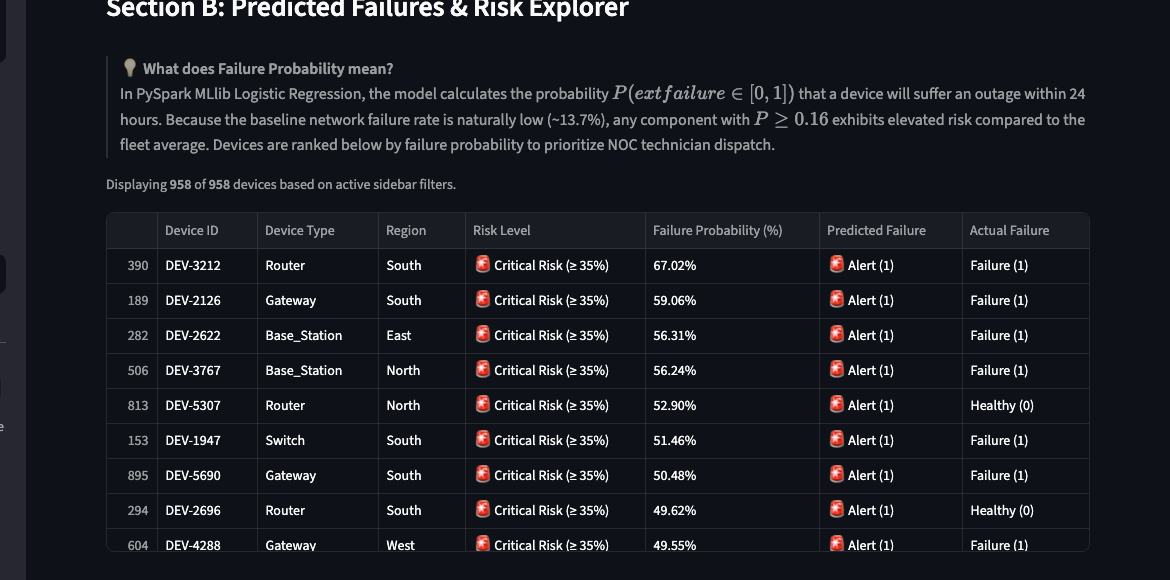 Section B: Predicted Failures & Risk Explorer
What does Failure Probability mean?
In PySpark MLlib Logistic Regression, the model calculates the probability P(extfailure ∈ [0, 1]) that a device will suffer an outage within 24
hours. Because the baseline network failure rate is naturally low (~13.7%), any component with P ≥ 0.16 exhibits elevated risk compared to the
fleet average. Devices are ranked below by failure probability to prioritize NOC technician dispatch.
Displaying 958 of 958 devices based on active sidebar filters.
Device ID Device Type Region Risk Level Failure Probability (%) Predicted Failure Actual Failure
390 DEV-3212 Router South 🚨 Critical Risk (≥ 35%) 67.02% 🚨 Alert (1) Failure (1)
189 DEV-2126 Gateway South 🚨 Critical Risk (≥ 35%) 59.06% 🚨 Alert (1) Failure (1)
282 DEV-2622 Base_Station East 🚨 Critical Risk (≥ 35%) 56.31% 🚨 Alert (1) Failure (1)
506 DEV-3767 Base_Station North 🚨 Critical Risk (≥ 35%) 56.24% 🚨 Alert (1) Failure (1)
813 DEV-5307 Router North 🚨 Critical Risk (≥ 35%) 52.90% 🚨 Alert (1) Healthy (0)
153 DEV-1947 Switch South 🚨 Critical Risk (≥ 35%) 51.46% 🚨 Alert (1) Failure (1)
895 DEV-5690 Gateway South 🚨 Critical Risk (≥ 35%) 50.48% 🚨 Alert (1) Failure (1)
294 DEV-2696 Router South 🚨 Critical Risk (≥ 35%) 49.62% 🚨 Alert (1) Healthy (0)
604 DEV-4288 Gateway West 🚨 Critical Risk (≥ 35%) 49.55% 🚨 Alert (1) Failure (1)